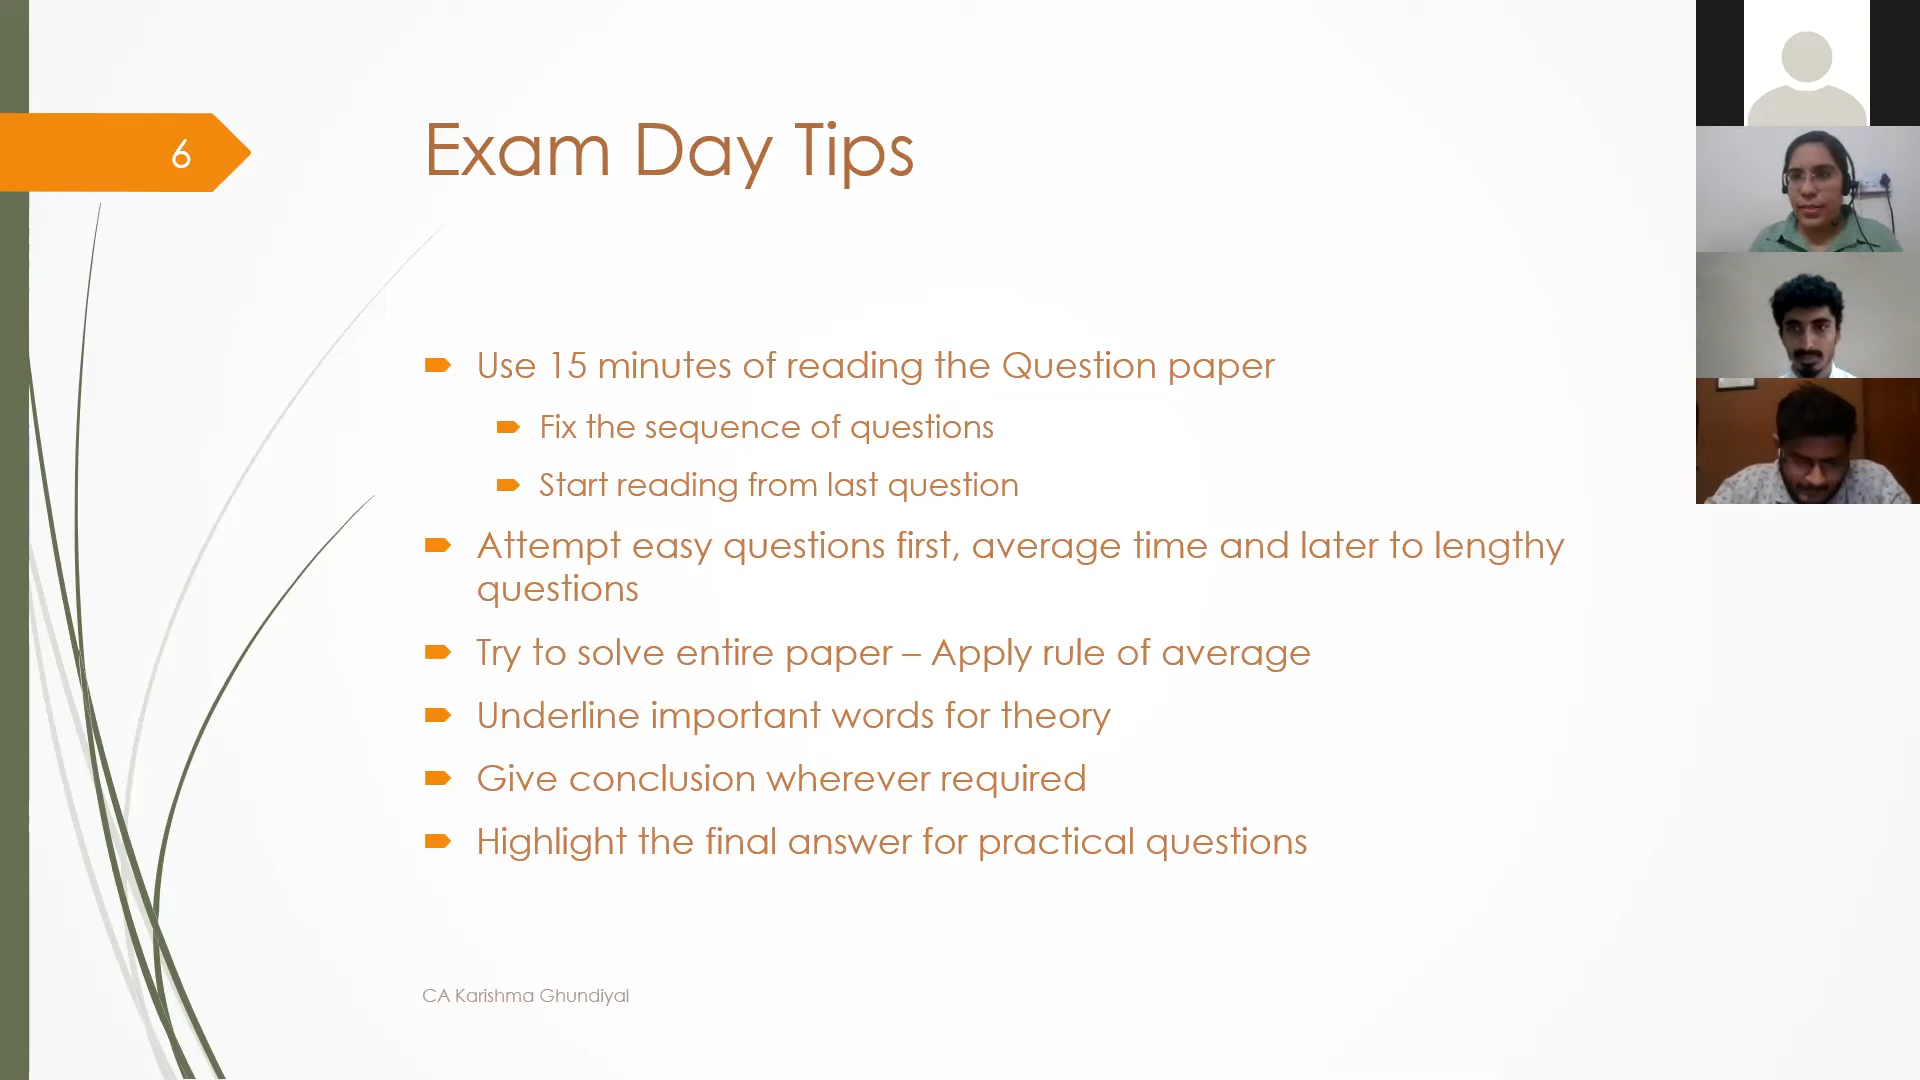 6
Exam Day Tips
Use 15 minutes of reading the Question paper
Fix the sequence of questions
Start reading from last question
Attempt easy questions first, average time and later to lengthy
questions
Try to solve entire paper – Apply rule of average
Underline important words for theory
Give conclusion wherever required
Highlight the final answer for practical questions
CA Karishma Ghundiyal